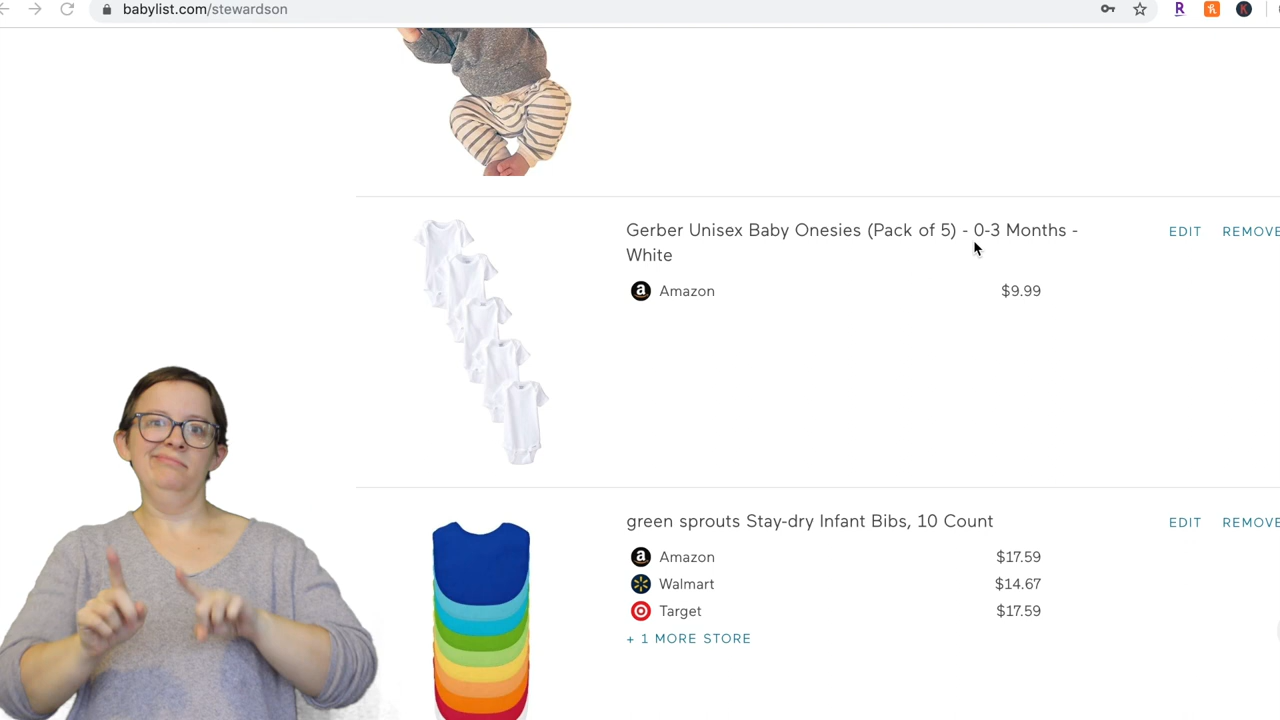 babylist.com/stewardson
R
K
Gerber Unisex Baby Onesies (Pack of 5) - 0-3 Months -
White
EDIT
REMOVE
a Amazon
$9.99
green sprouts Stay-dry Infant Bibs, 10 Count
EDIT
REMOVE
a Amazon
$17.59
Walmart
$14.67
Target
$17.59
+ 1 MORE STORE